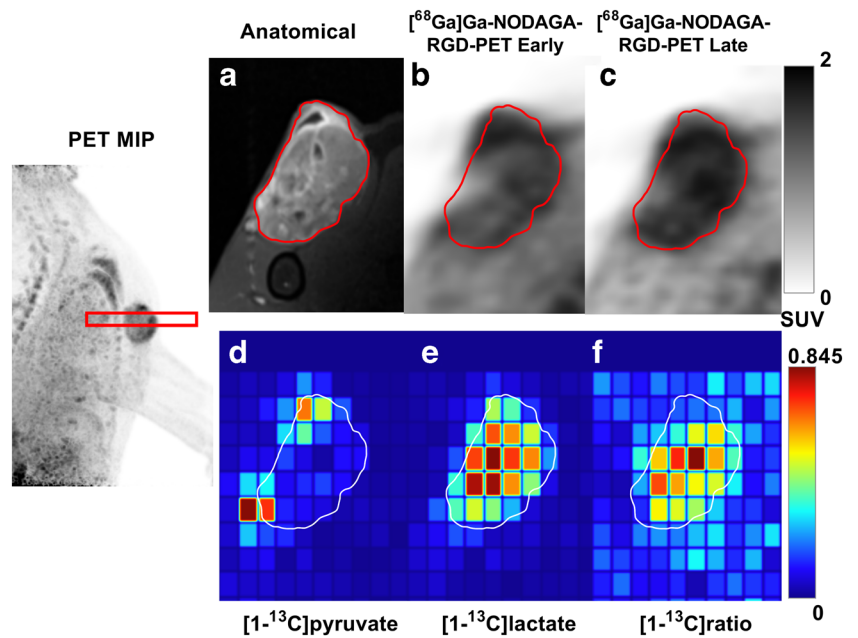 Anatomical
[⁶⁸Ga]Ga-NODAGA-
RGD-PET Early
[⁶⁸Ga]Ga-NODAGA-
RGD-PET Late
a
b
c
2
0
SUV
PET MIP
d
e
f
0.845
0
[1-¹³C]pyruvate
[1-¹³C]lactate
[1-¹³C]ratio